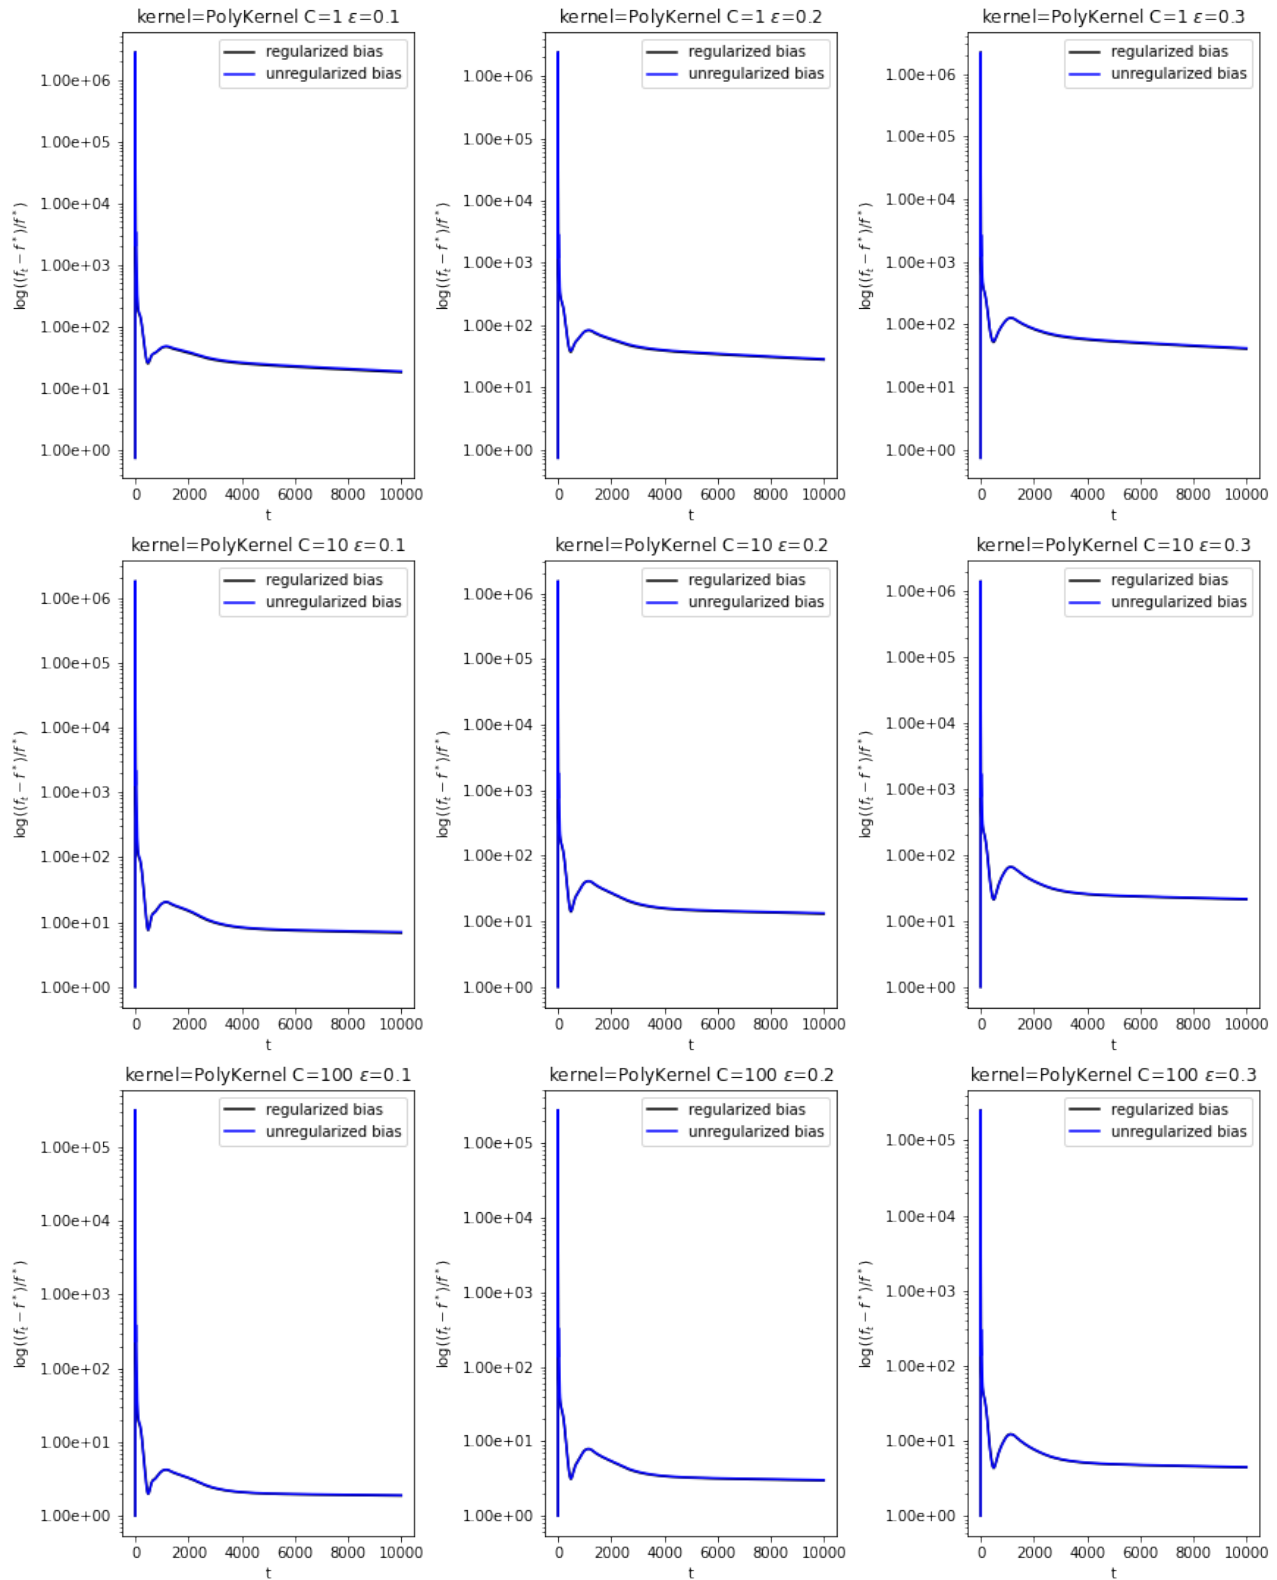 kernel=PolyKernel C=1 ε=0.1
regularized bias
unregularized bias
1.00e+06
1.00e+05
1.00e+04
1.00e+03
1.00e+02
1.00e+01
1.00e+00
log((f_t − f*)/f*)
0 2000 4000 6000 8000 10000
t
kernel=PolyKernel C=1 ε=0.2
regularized bias
unregularized bias
1.00e+06
1.00e+05
1.00e+04
1.00e+03
1.00e+02
1.00e+01
1.00e+00
log((f_t − f*)/f*)
0 2000 4000 6000 8000 10000
t
kernel=PolyKernel C=1 ε=0.3
regularized bias
unregularized bias
1.00e+06
1.00e+05
1.00e+04
1.00e+03
1.00e+02
1.00e+01
1.00e+00
log((f_t − f*)/f*)
0 2000 4000 6000 8000 10000
t
kernel=PolyKernel C=10 ε=0.1
regularized bias
unregularized bias
1.00e+06
1.00e+05
1.00e+04
1.00e+03
1.00e+02
1.00e+01
1.00e+00
log((f_t − f*)/f*)
0 2000 4000 6000 8000 10000
t
kernel=PolyKernel C=10 ε=0.2
regularized bias
unregularized bias
1.00e+06
1.00e+05
1.00e+04
1.00e+03
1.00e+02
1.00e+01
1.00e+00
log((f_t − f*)/f*)
0 2000 4000 6000 8000 10000
t
kernel=PolyKernel C=10 ε=0.3
regularized bias
unregularized bias
1.00e+06
1.00e+05
1.00e+04
1.00e+03
1.00e+02
1.00e+01
1.00e+00
log((f_t − f*)/f*)
0 2000 4000 6000 8000 10000
t
kernel=PolyKernel C=100 ε=0.1
regularized bias
unregularized bias
1.00e+05
1.00e+04
1.00e+03
1.00e+02
1.00e+01
1.00e+00
log((f_t − f*)/f*)
0 2000 4000 6000 8000 10000
t
kernel=PolyKernel C=100 ε=0.2
regularized bias
unregularized bias
1.00e+05
1.00e+04
1.00e+03
1.00e+02
1.00e+01
1.00e+00
log((f_t − f*)/f*)
0 2000 4000 6000 8000 10000
t
kernel=PolyKernel C=100 ε=0.3
regularized bias
unregularized bias
1.00e+05
1.00e+04
1.00e+03
1.00e+02
1.00e+01
1.00e+00
log((f_t − f*)/f*)
0 2000 4000 6000 8000 10000
t